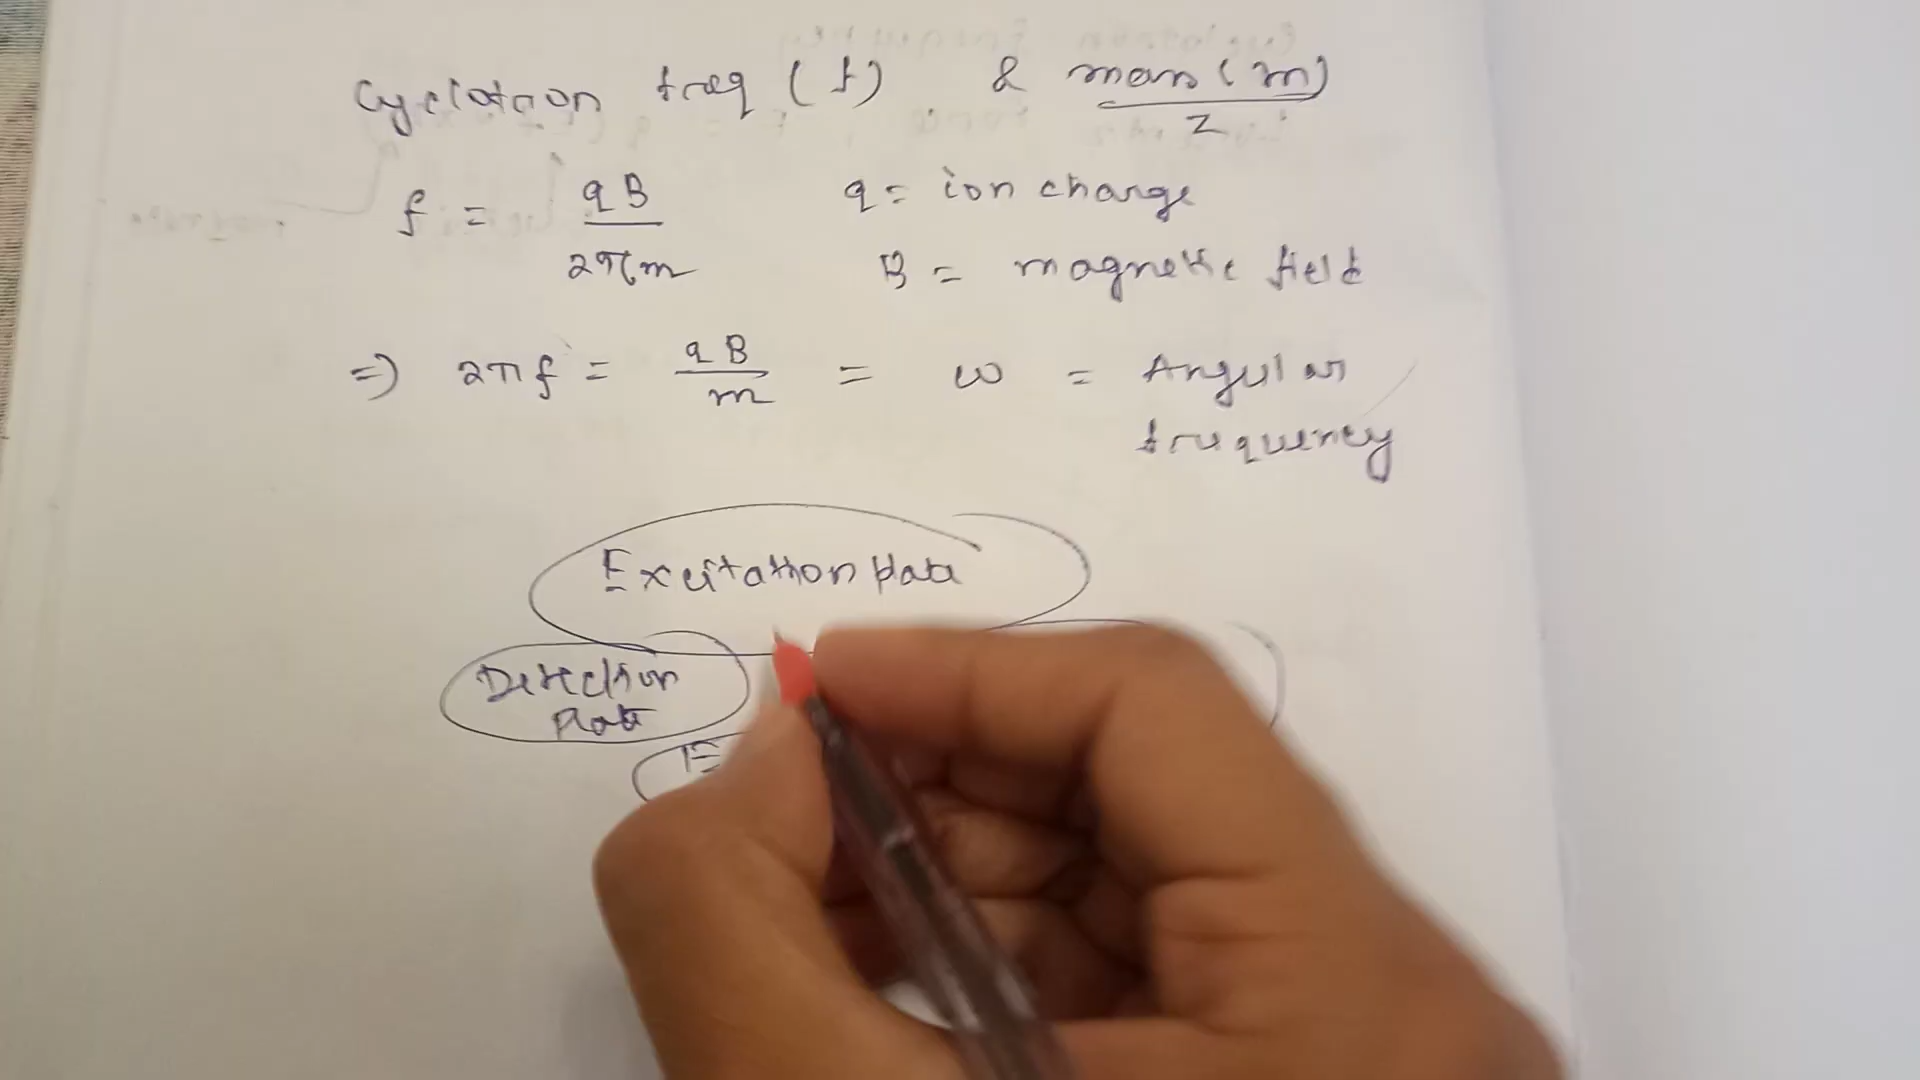 Cyclotron freq (f) & mass (m) / z
f = qB / 2πm q = ion charge
B = magnetic field
=> 2πf = qB / m = ω = Angular
frequency
Excitation plate
Detection
plate
E